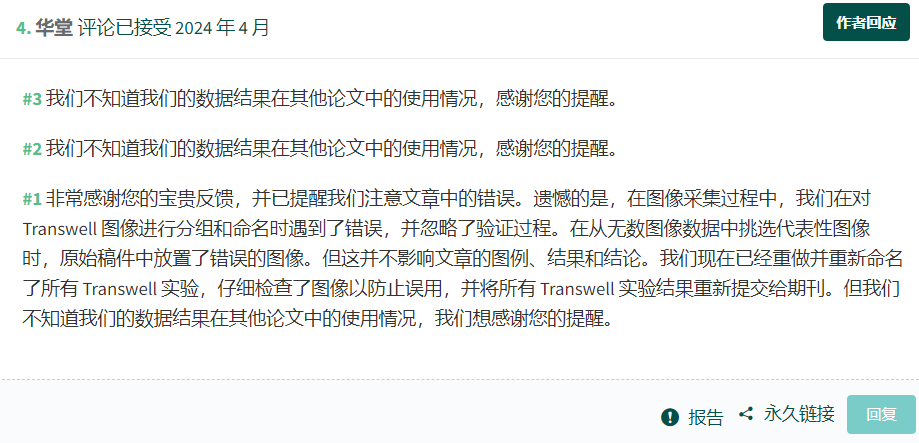 4. 华堂 评论已接受 2024 年 4 月
作者回应
#3 我们不知道我们的数据结果在其他论文中的使用情况，感谢您的提醒。
#2 我们不知道我们的数据结果在其他论文中的使用情况，感谢您的提醒。
#1 非常感谢您的宝贵反馈，并已提醒我们注意文章中的错误。遗憾的是，在图像采集过程中，我们在对
Transwell 图像进行分组和命名时遇到了错误，并忽略了验证过程。在从无数图像数据中挑选代表性图像
时，原始稿件中放置了错误的图像。但这并不影响文章的图例、结果和结论。我们现在已经重做并重新命名
了所有 Transwell 实验，仔细检查了图像以防止误用，并将所有 Transwell 实验结果重新提交给期刊。但我们
不知道我们的数据结果在其他论文中的使用情况，我们想感谢您的提醒。
报告
永久链接
回复